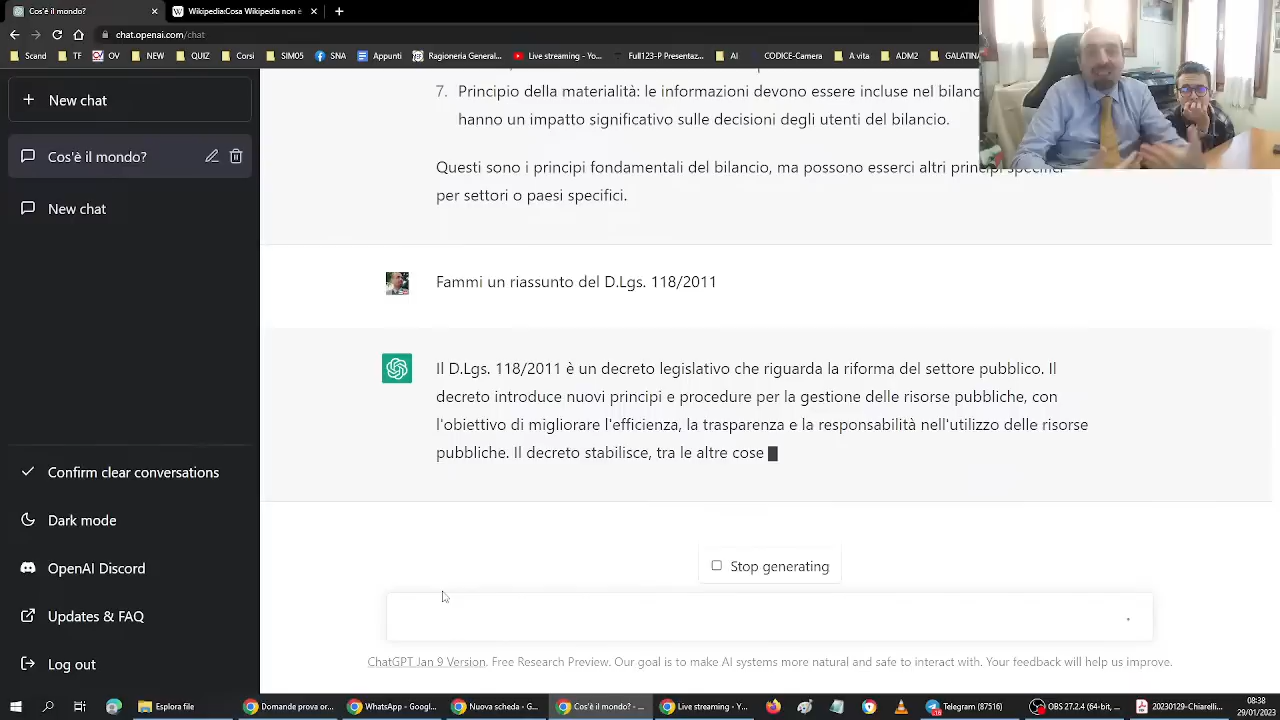 Cos'è il mondo?
Wikipedia:Cosa Wikipedia non è
chat.openai.com/chat
Scand
TF
OV
NEW
QUIZ
Corsi
SIM05
SNA
Appunti
Ragioneria General...
Live streaming - Yo...
Full123-P Presentaz...
AI
CODICE-Camera
A vita
ADM2
GALATINA
New chat
Cos'è il mondo?
New chat
Confirm clear conversations
Dark mode
OpenAI Discord
Updates & FAQ
Log out
7. Principio della materialità: le informazioni devono essere incluse nel bilanc
hanno un impatto significativo sulle decisioni degli utenti del bilancio.
Questi sono i principi fondamentali del bilancio, ma possono esserci altri principi specifici
per settori o paesi specifici.
Fammi un riassunto del D.Lgs. 118/2011
Il D.Lgs. 118/2011 è un decreto legislativo che riguarda la riforma del settore pubblico. Il
decreto introduce nuovi principi e procedure per la gestione delle risorse pubbliche, con
l'obiettivo di migliorare l'efficienza, la trasparenza e la responsabilità nell'utilizzo delle risorse
pubbliche. Il decreto stabilisce, tra le altre cose
Stop generating
ChatGPT Jan 9 Version. Free Research Preview. Our goal is to make AI systems more natural and safe to interact with. Your feedback will help us improve.
Esplora file
Domande prova or...
WhatsApp - Googl...
Nuova scheda - G...
Cos'è il mondo? - ...
Live streaming - Yo...
Telegram (87516)
OBS 27.2.4 (64-bit, ...
20230129-Chiarelli...
08:38
29/01/2023